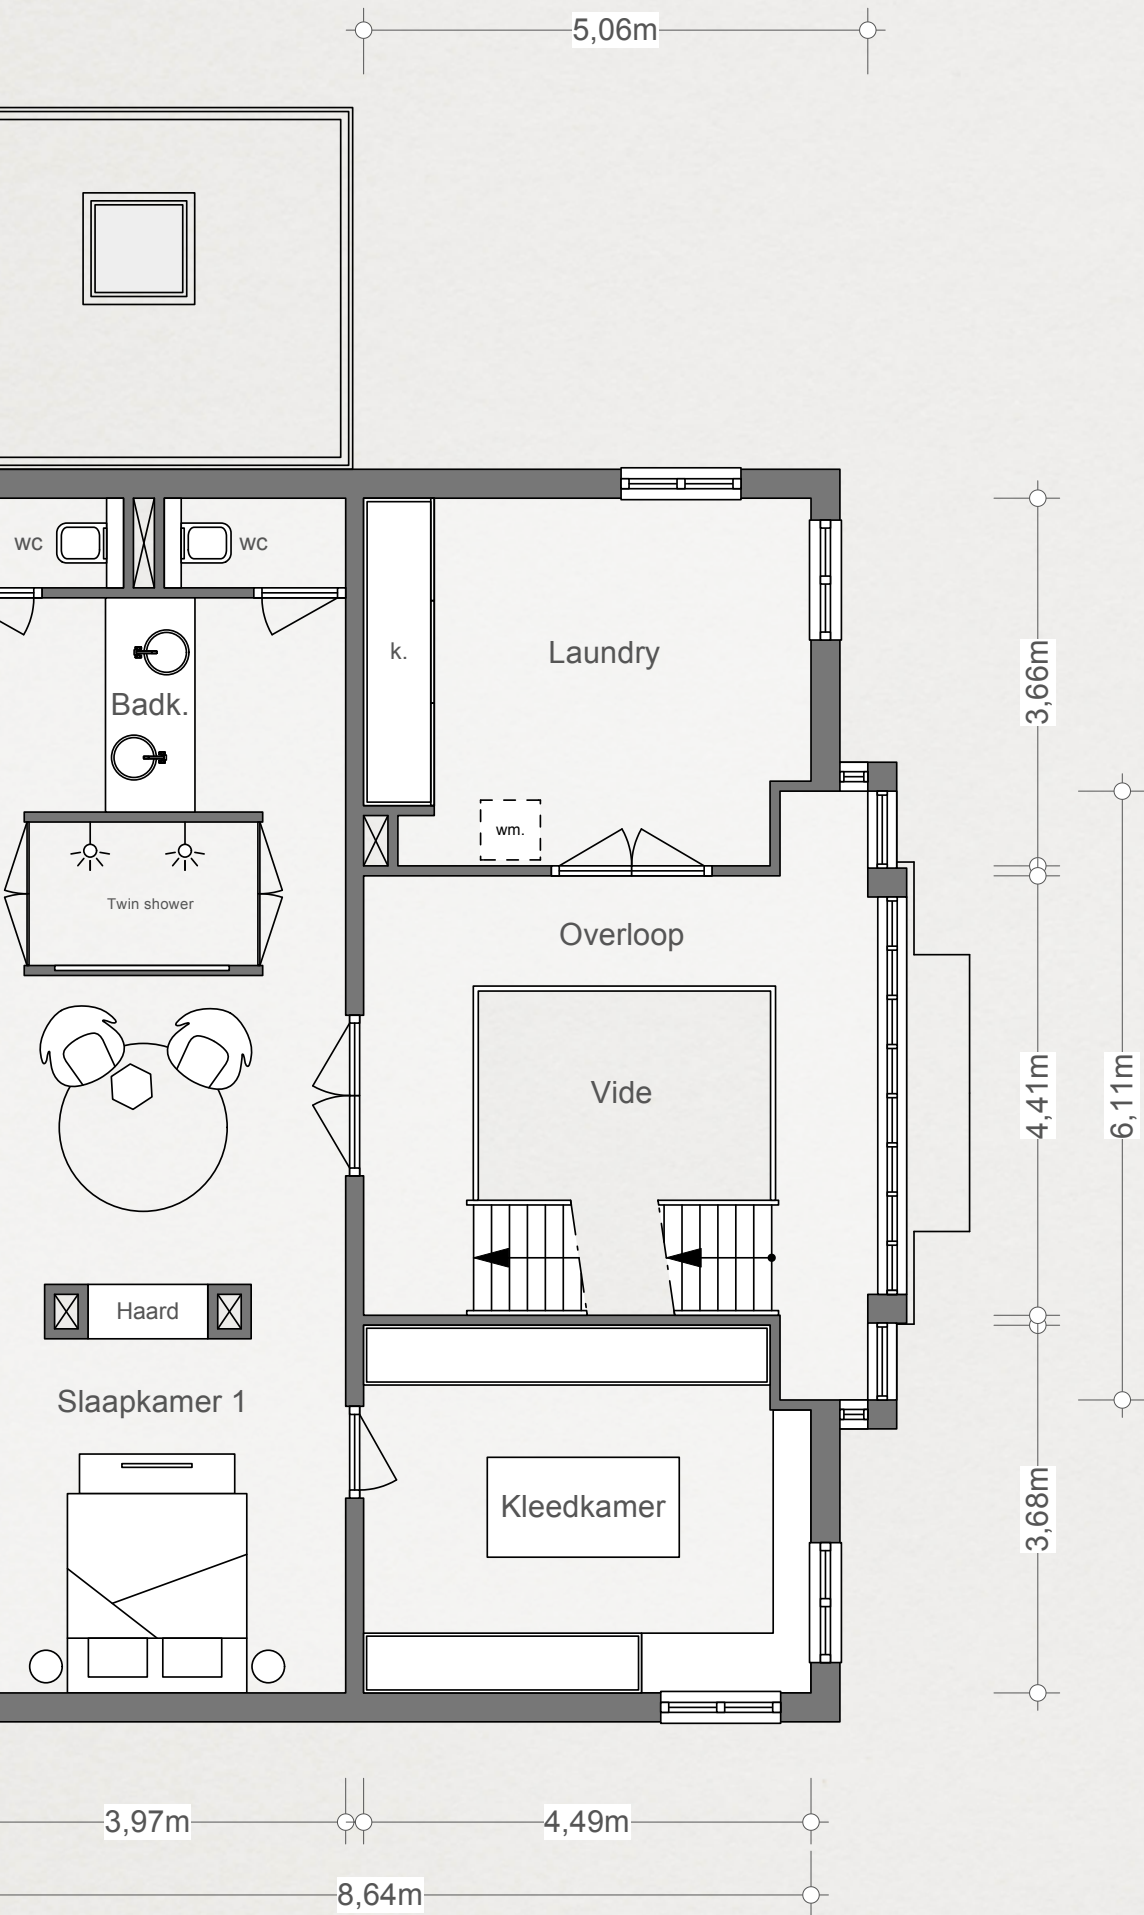 5,06m
wc
wc
k.
Laundry
3,66m
Badk.
wm.
Twin shower
Overloop
Vide
4,41m
6,11m
Haard
Slaapkamer 1
Kleedkamer
3,68m
3,97m
4,49m
8,64m